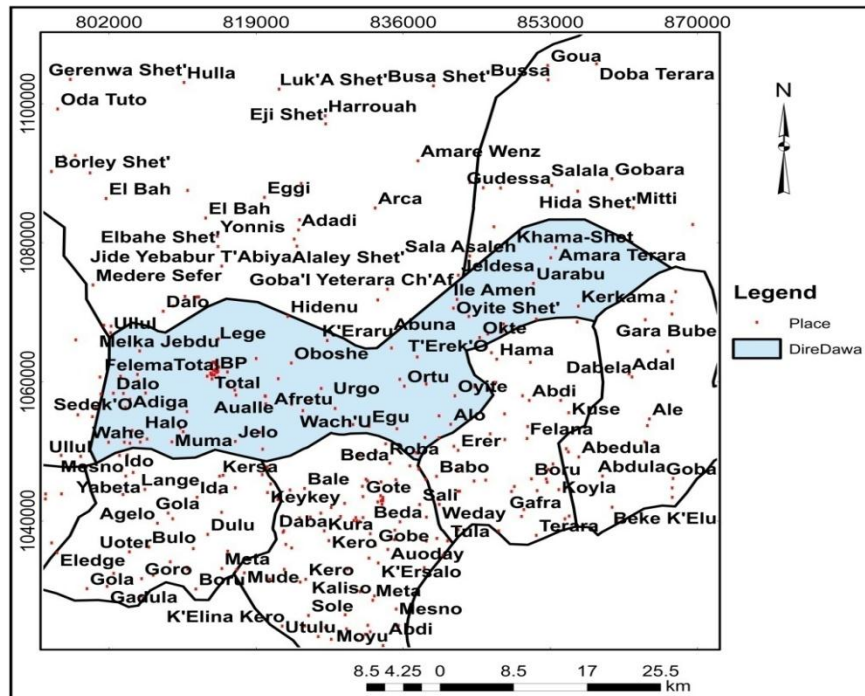 802000 819000 836000 853000 870000
Goua
Gerenwa Shet' Hulla Luk'A Shet' Busa Shet' Bussa Doba Terara
Oda Tuto Eji Shet' Harrouah
1100000
N
Amare Wenz
Borley Shet' Gudessa Salala Gobara
El Bah Eggi Arca Hida Shet' Mitti
El Bah
Yonnis Adadi
Elbahe Shet' Sala Asaleh Khama-Shet
1080000
Jide Yebabur T'Abiya Alaley Shet' Jeldesa Amara Terara
Medere Sefer Goba'l Yeterara Ch'Af Uarabu
Ile Amen
Dalo Hidenu Oyite Shet' Kerkama
Legend
Place
DireDawa
Ullul Lege K'Eraru Abuna Okte Gara Bube
Melka Jebdu Oboshe T'Erek'O Hama
Felema Total BP Dabela Adal
1060000
Dalo Total Urgo Ortu Oyite Abdi
Sedek'O Adiga Aualle Afretu Kuse Ale
Halo Wach'U Egu Alo Felana
Wahe Muma Jelo Erer
Ullul Beda Roba Abedula
Mesno Ido Kersa Babo Boru Abdula Goba
Yabeta Lange Ida Bale Gote Sali Koyla
Keykey
Agelo Gola Beda Weday Gafra
1040000
Dulu Daba Kura Tula Terara Beke K'Elu
Uoter Bulo Kero Gobe
Eledge Auoday
Gola Goro Meta Kero K'Ersalo
Boru Mude Kaliso Meta
Gadula Sole Mesno
K'Elina Kero
Utulu Moyu Abdi
8.5 4.25 0 8.5 17 25.5
km